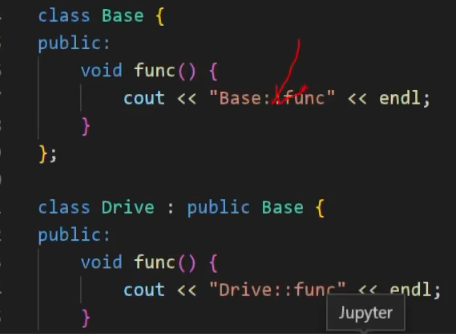 class Base {
public:
void func() {
cout << "Base::func" << endl;
}
};
class Drive : public Base {
public:
void func() {
cout << "Drive::func" << endl;
}
Jupyter